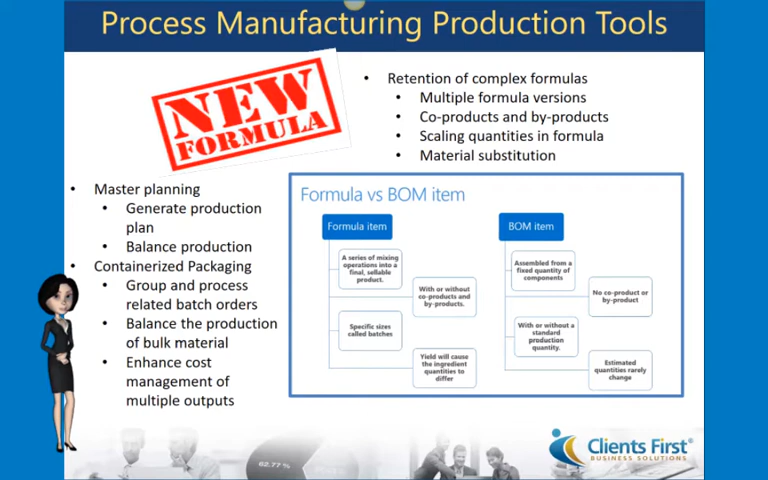 Process Manufacturing Production Tools
NEW
FORMULA
• Retention of complex formulas
• Multiple formula versions
• Co-products and by-products
• Scaling quantities in formula
• Material substitution
• Master planning
• Generate production
plan
• Balance production
• Containerized Packaging
• Group and process
related batch orders
• Balance the production
of bulk material
• Enhance cost
management of
multiple outputs
Formula vs BOM item
Formula item
A series of mixing
operations into a
final, sellable
product.
With or without
co-products and
by-products.
Specific sizes
called batches
Yield will cause
the ingredient
quantities to
differ
BOM item
Assembled from a
fixed quantity of
components
No co-product or
by-product
With or without a
standard
production
quantity.
Estimated
quantities rarely
change
62.77 %
Clients First®
BUSINESS SOLUTIONS